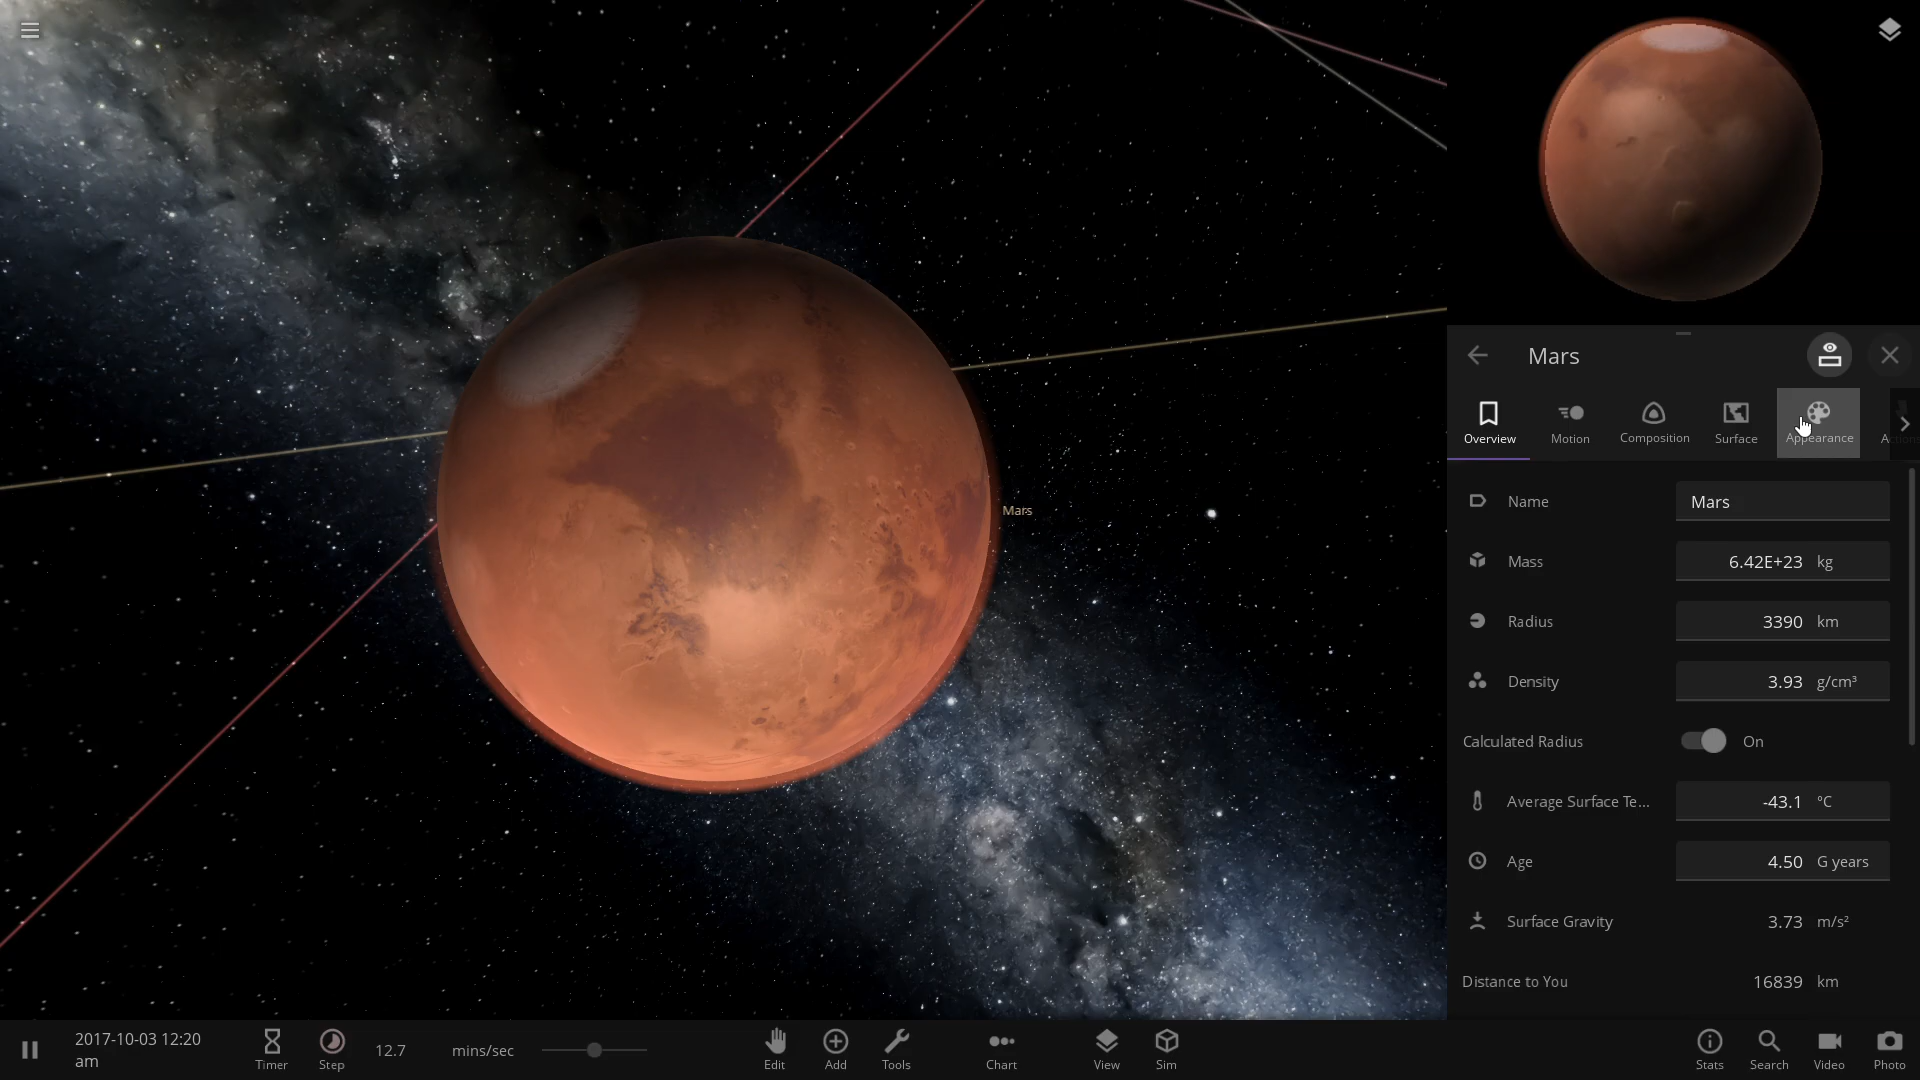 Mars
Mars
Overview
Motion
Composition
Surface
Appearance
Name
Mars
Mass
6.42E+23 kg
Radius
3390 km
Density
3.93 g/cm³
Calculated Radius
On
Average Surface Te...
-43.1 °C
Age
4.50 G years
Surface Gravity
3.73 m/s²
Distance to You
16839 km
2017-10-03 12:20
am
Timer
Step
12.7 mins/sec
Edit
Add
Tools
Chart
View
Sim
Stats
Search
Video
Photo